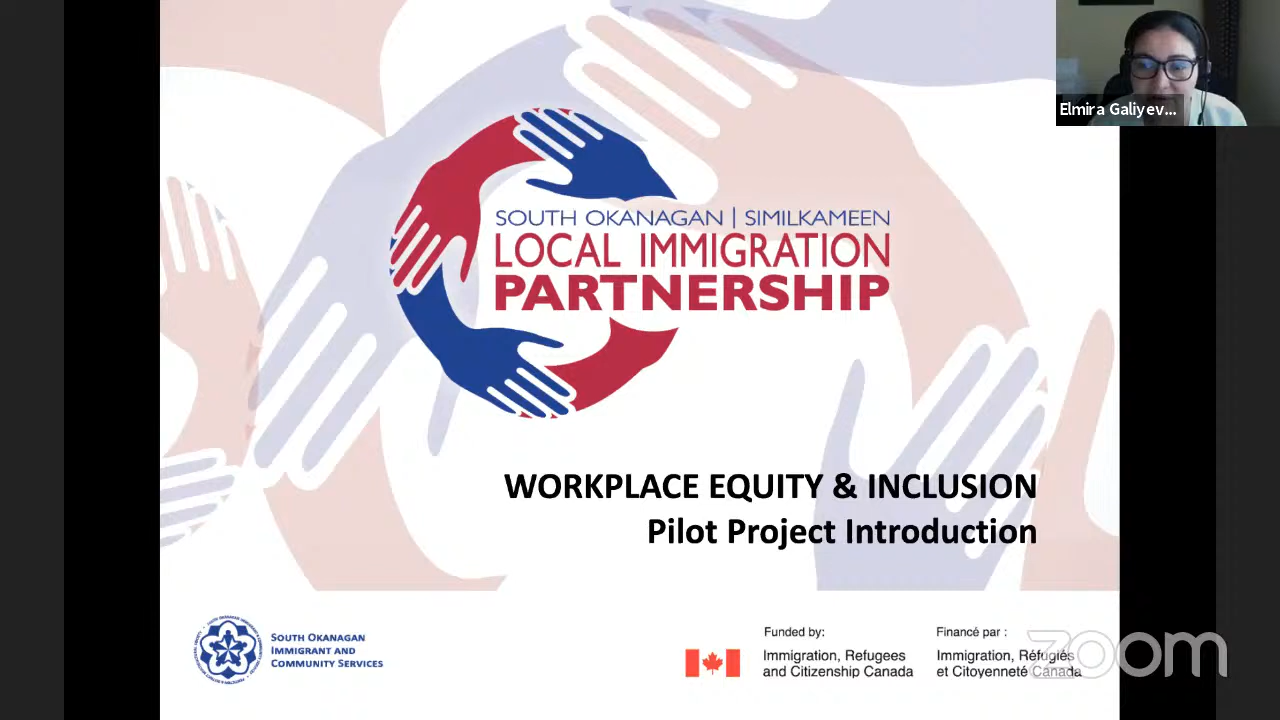 Elmira Galiyev...
SOUTH OKANAGAN | SIMILKAMEEN
LOCAL IMMIGRATION
PARTNERSHIP
WORKPLACE EQUITY & INCLUSION
Pilot Project Introduction
SOUTH OKANAGAN
IMMIGRANT AND
COMMUNITY SERVICES
Funded by:
Immigration, Refugees
and Citizenship Canada
Financé par :
Immigration, Réfugiés
et Citoyenneté Canada
zoom